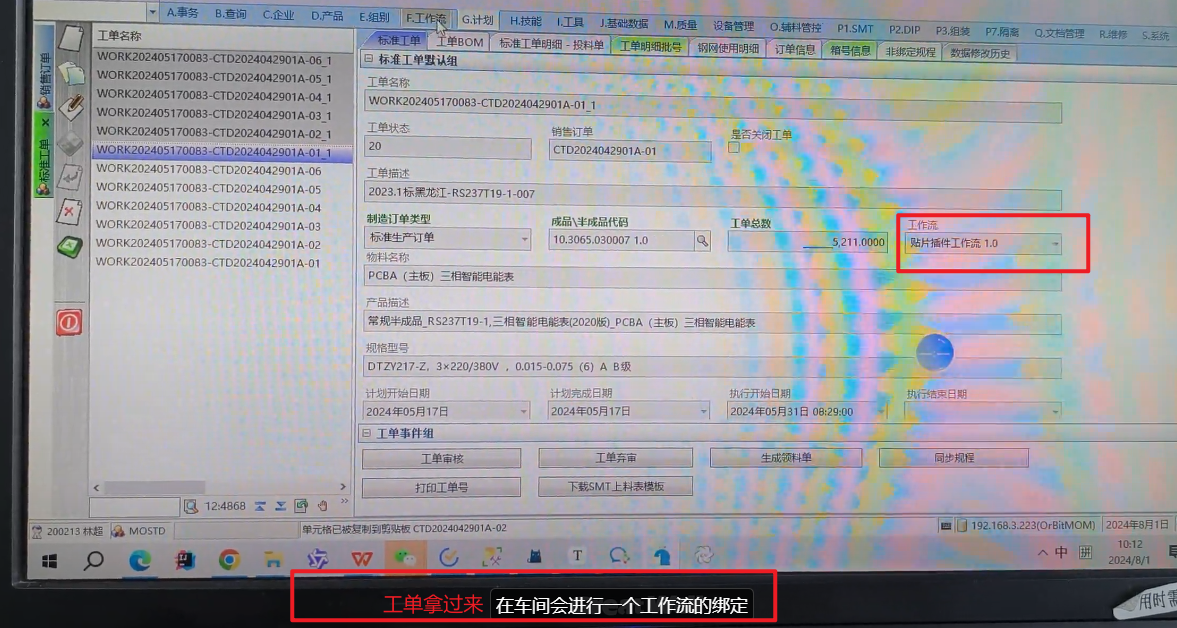 A.事务 B.查询 C.企业 D.产品 E.组别 F.工作流 G.计划 H.技能 I.工具 J.基础数据 M.质量 设备管理 O.辅料管控 P1.SMT P2.DIP P3.组装 P7.隔离 Q.文档管理 R.维修 S.系统
销售订单
标准工单
工单名称
WORK202405170083-CTD2024042901A-06_1
WORK202405170083-CTD2024042901A-05_1
WORK202405170083-CTD2024042901A-04_1
WORK202405170083-CTD2024042901A-03_1
WORK202405170083-CTD2024042901A-02_1
WORK202405170083-CTD2024042901A-01_1
WORK202405170083-CTD2024042901A-06
WORK202405170083-CTD2024042901A-05
WORK202405170083-CTD2024042901A-04
WORK202405170083-CTD2024042901A-03
WORK202405170083-CTD2024042901A-02
WORK202405170083-CTD2024042901A-01
12:4868
标准工单 工单BOM 标准工单明细 - 投料单 工单明细批号 钢网使用明细 订单信息 箱号信息 非绑定规程 数据修改历史
标准工单默认组
工单名称
WORK202405170083-CTD2024042901A-01_1
工单状态 销售订单 是否关闭工单
20 CTD2024042901A-01
工单描述
2023.1标黑龙江-RS237T19-1-007
制造订单类型 成品\半成品代码 工单总数 工作流
标准生产订单 10.3065.030007 1.0 5,211.0000 贴片插件工作流 1.0
物料名称
PCBA（主板）三相智能电能表
产品描述
常规半成品_RS237T19-1,三相智能电能表(2020版)_PCBA（主板）三相智能电能表
规格型号
DTZY217-Z，3×220/380V ，0.015-0.075（6）A B级
计划开始日期 计划完成日期 执行开始日期 执行结束日期
2024年05月17日 2024年05月17日 2024年05月31日 08:29:00
工单事件组
工单审核 工单弃审 生成领料单 同步规程
打印工单号 下载SMT上料表模板
200213 林超 MOSTD 单元格已被复制到剪贴板 CTD2024042901A-02 192.168.3.223(OrBitMOM) 2024年8月1日
中 拼 10:12
2024/8/1
工单拿过来 在车间会进行一个工作流的绑定
用时需